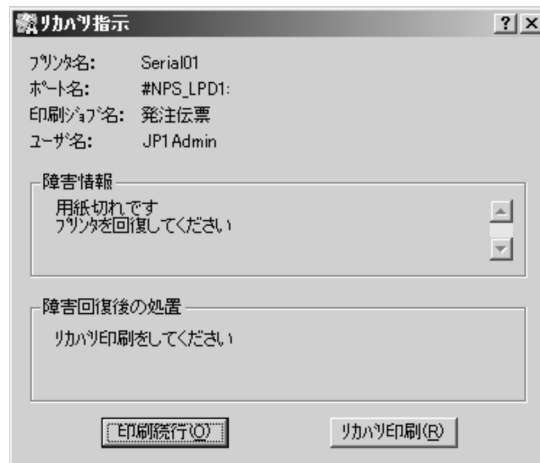 ﾘｶﾊﾞﾘ指示
ﾌﾟﾘﾝﾀ名: Serial01
ﾎﾟｰﾄ名: #NPS_LPD1:
印刷ｼﾞｮﾌﾞ名: 発注伝票
ﾕｰｻﾞ名: JP1Admin
障害情報
用紙切れです
ﾌﾟﾘﾝﾀを回復してください
障害回復後の処置
ﾘｶﾊﾞﾘ印刷をしてください
印刷続行(O) ﾘｶﾊﾞﾘ印刷(R)